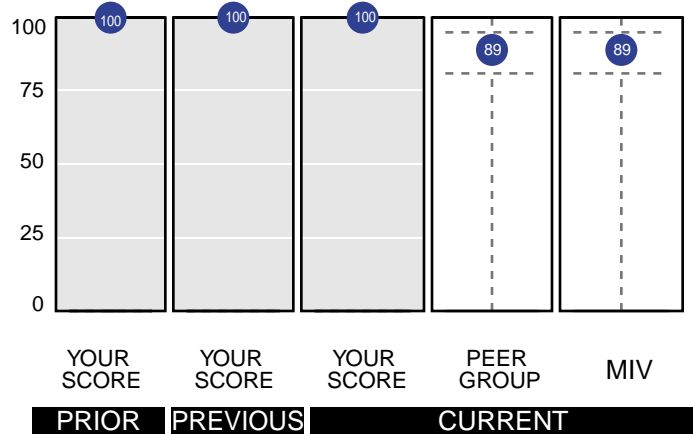 100
75
50
25
0
100
100
100
89
89
YOUR
SCORE
YOUR
SCORE
YOUR
SCORE
PEER
GROUP
MIV
PRIOR
PREVIOUS
CURRENT